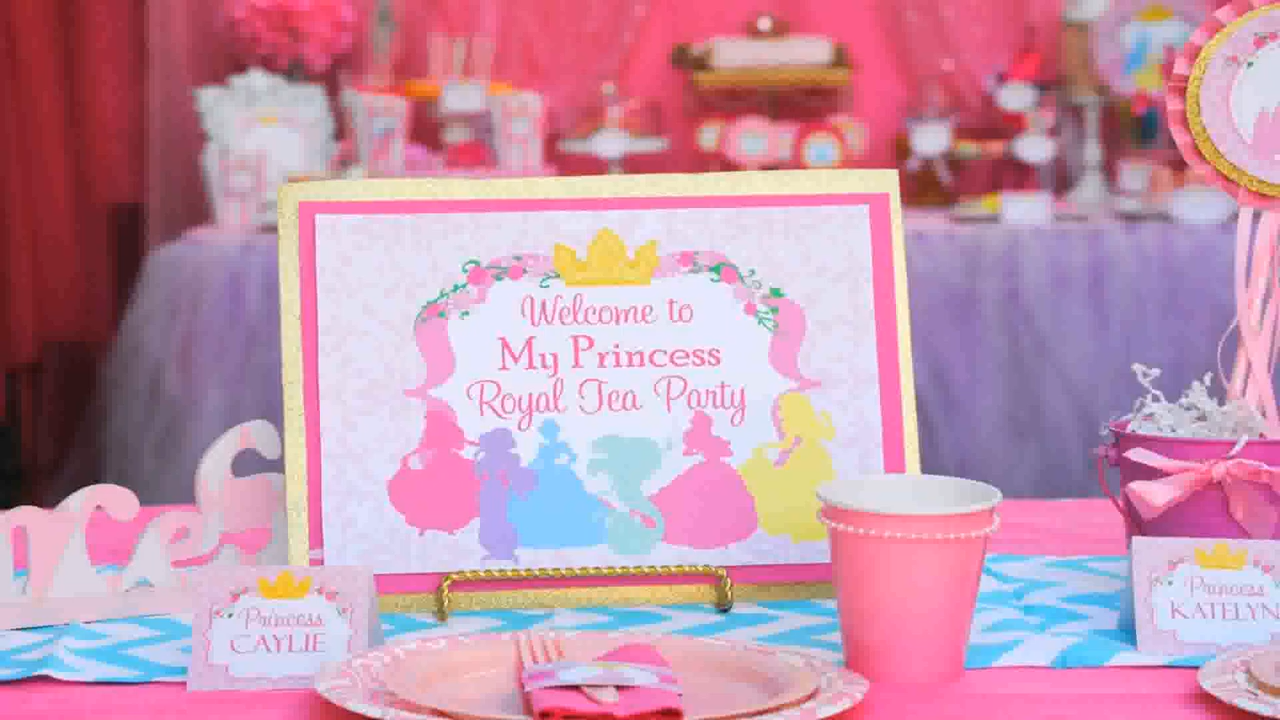 Welcome to
My Princess
Royal Tea Party
Princess
CAYLIE
Princess
KATELYN